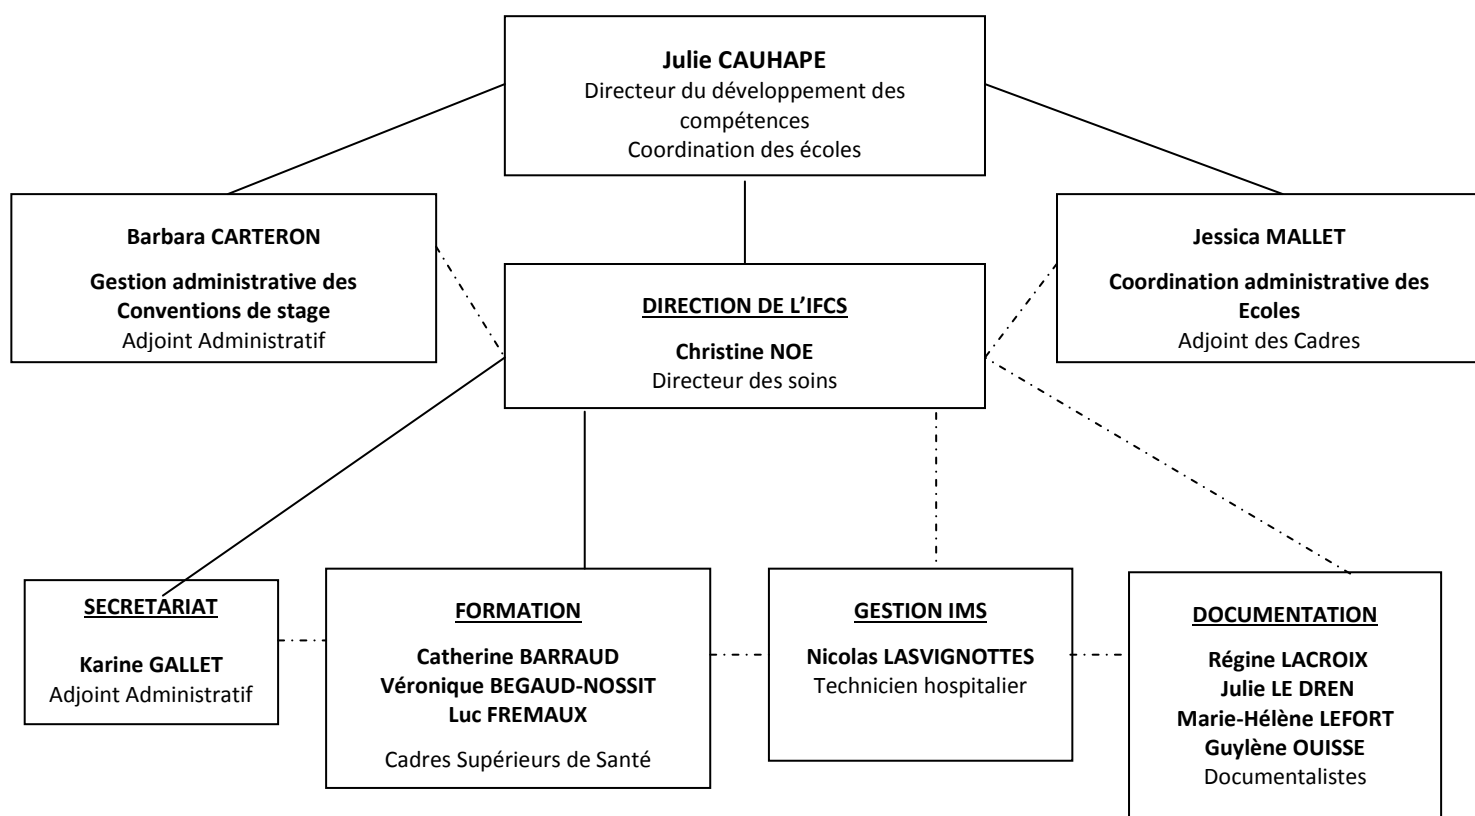 Julie CAUHAPE
Directeur du développement des
compétences
Coordination des écoles
Barbara CARTERON
Gestion administrative des
Conventions de stage
Adjoint Administratif
Jessica MALLET
Coordination administrative des
Ecoles
Adjoint des Cadres
DIRECTION DE L’IFCS
Christine NOE
Directeur des soins
SECRETARIAT
Karine GALLET
Adjoint Administratif
FORMATION
Catherine BARRAUD
Véronique BEGAUD-NOSSIT
Luc FREMAUX
Cadres Supérieurs de Santé
GESTION IMS
Nicolas LASVIGNOTTES
Technicien hospitalier
DOCUMENTATION
Régine LACROIX
Julie LE DREN
Marie-Hélène LEFORT
Guylène OUISSE
Documentalistes